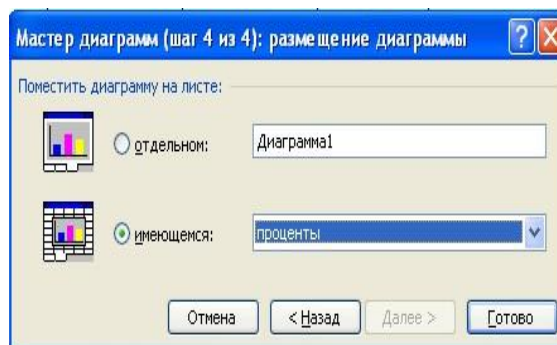 Мастер диаграмм (шаг 4 из 4): размещение диаграммы
Поместить диаграмму на листе:
отдельном: Диаграмма1
имеющемся: проценты
Отмена < Назад Далее > Готово